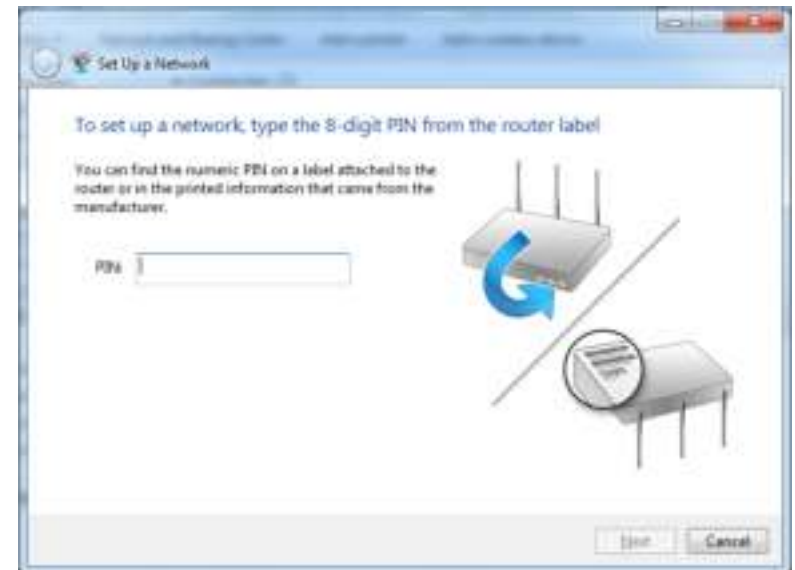 Set Up a Network
To set up a network, type the 8-digit PIN from the router label
You can find the numeric PIN on a label attached to the
router or in the printed information that came from the
manufacturer.
PIN:
Next
Cancel